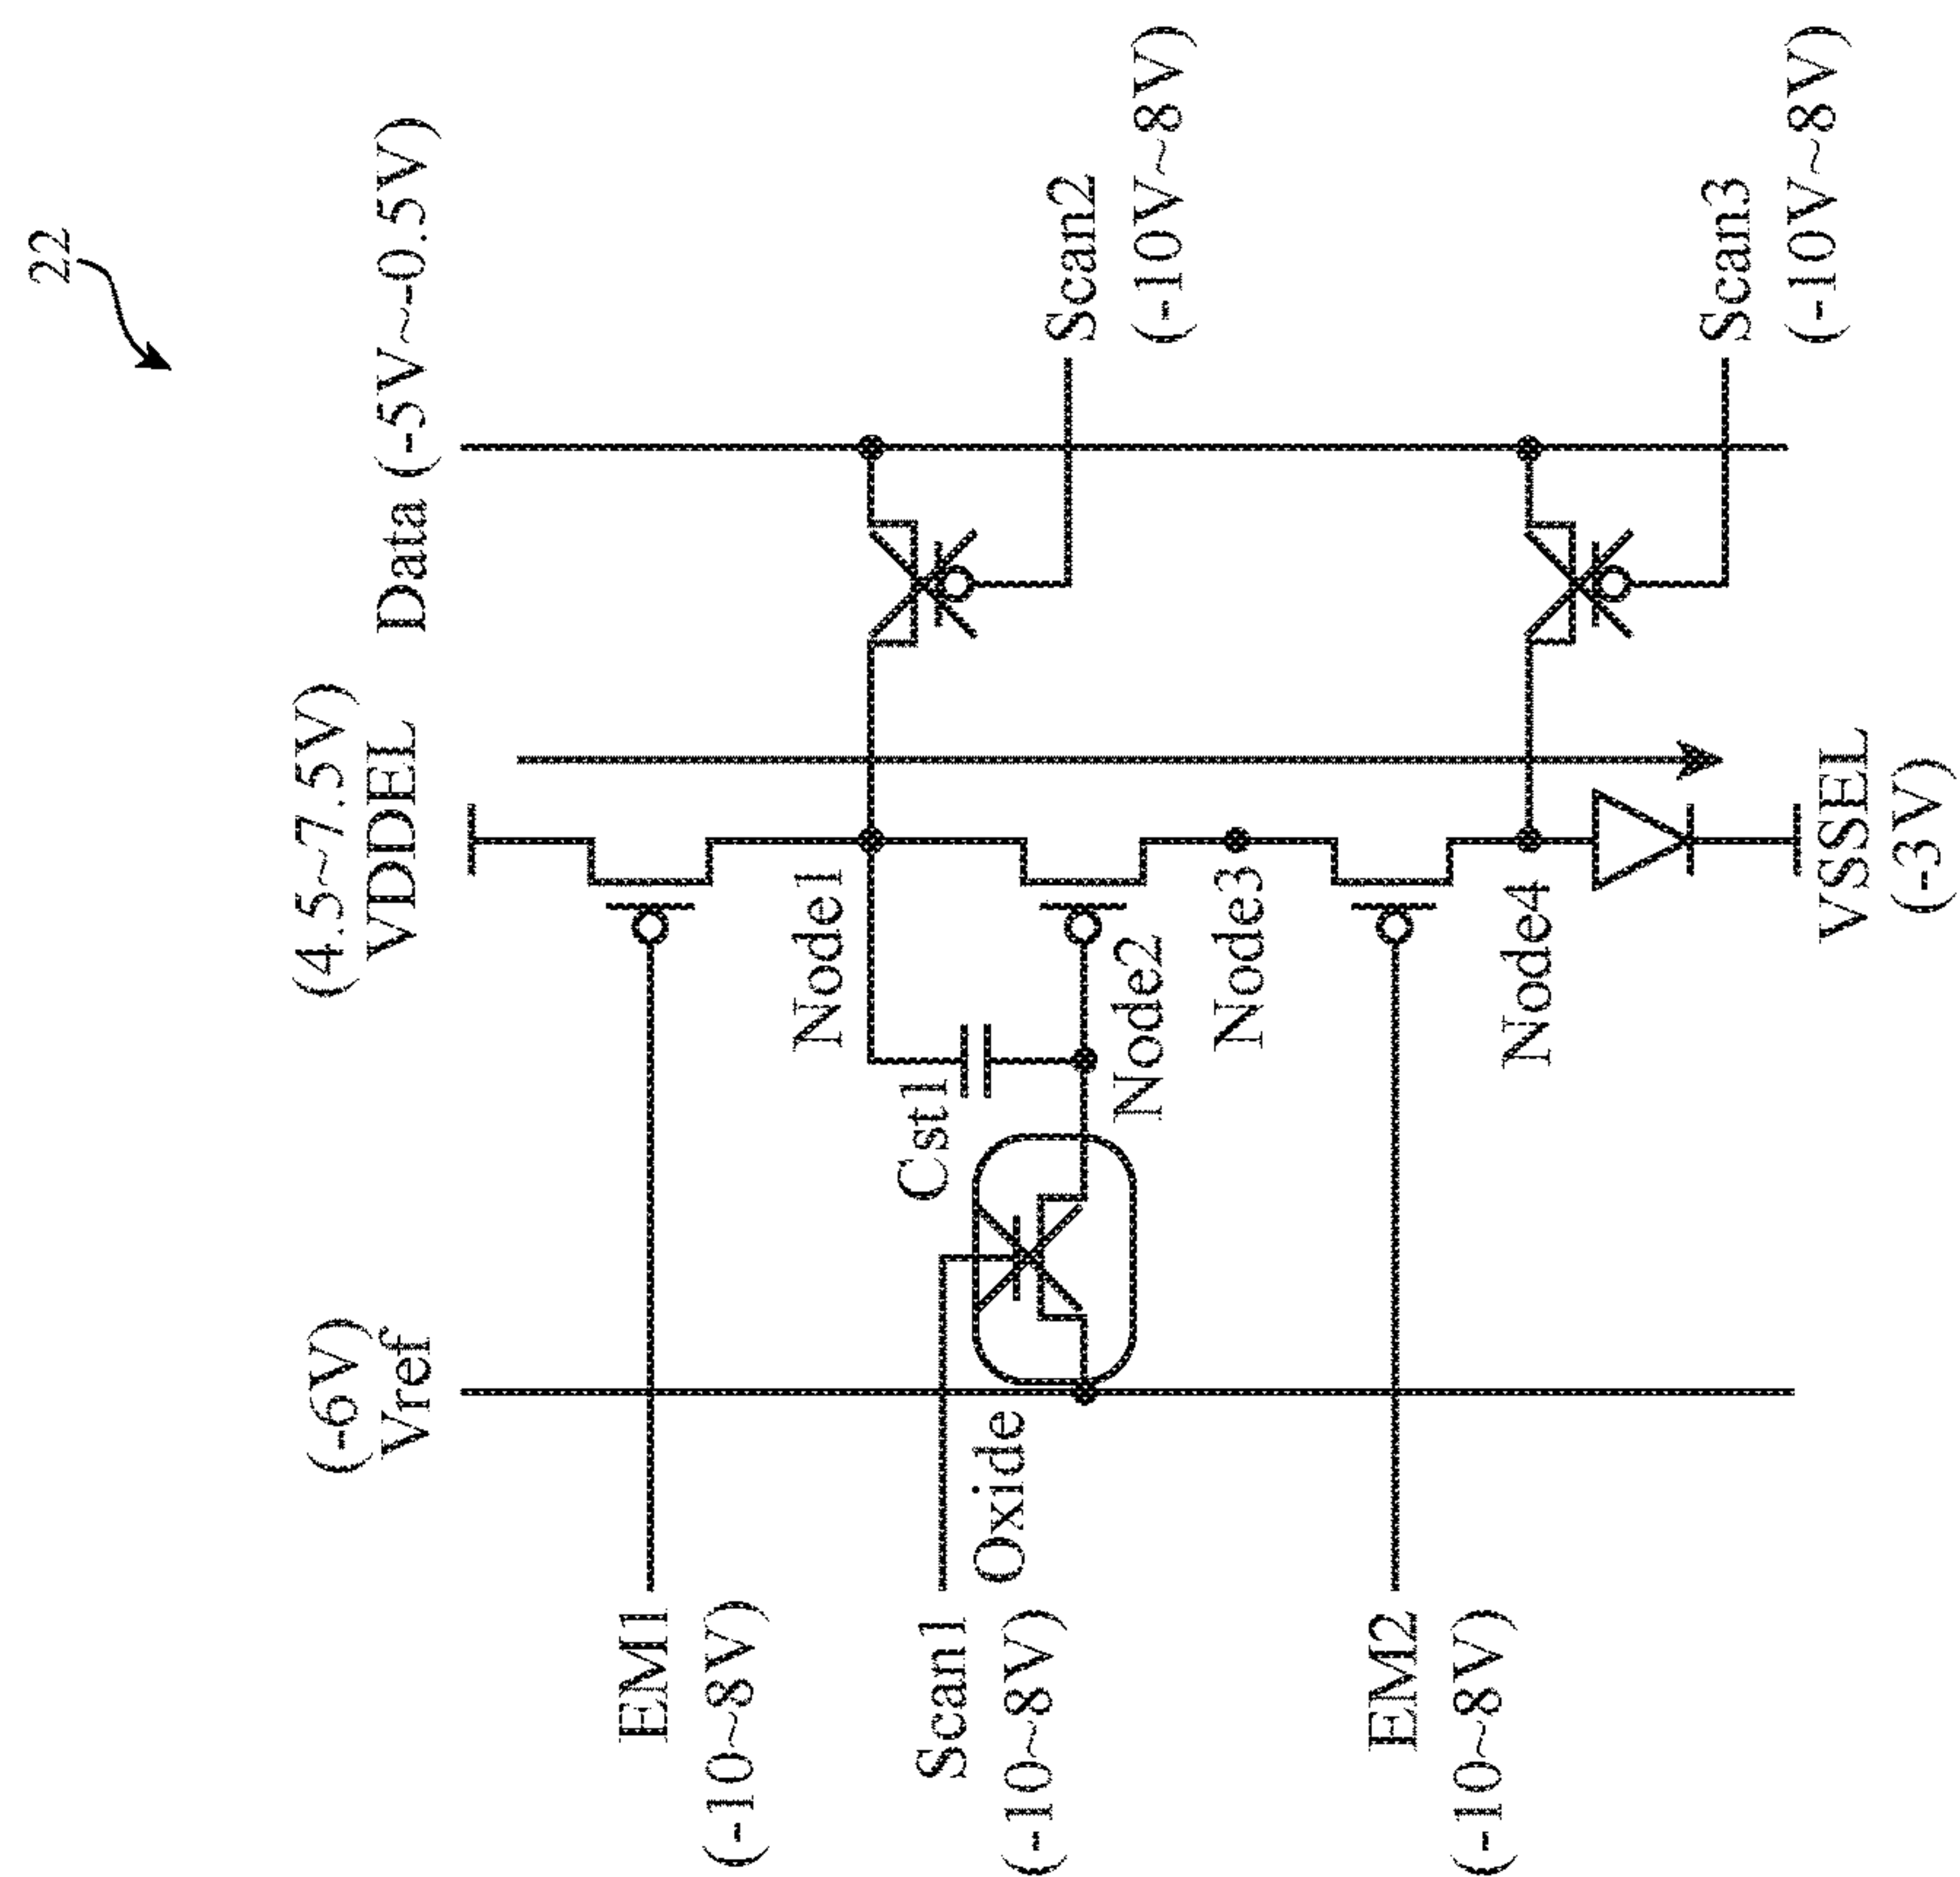 22
(-6V)
Vref
(4.5~7.5V)
VDDEL
Data (-5V~-0.5V)
EM1
(-10~8V)
Node1
Cst1
Scan1
(-10~8V)
Oxide
Node2
Scan2
(-10V~8V)
Node3
EM2
(-10~8V)
Node4
Scan3
(-10V~8V)
VSSEL
(-3V)